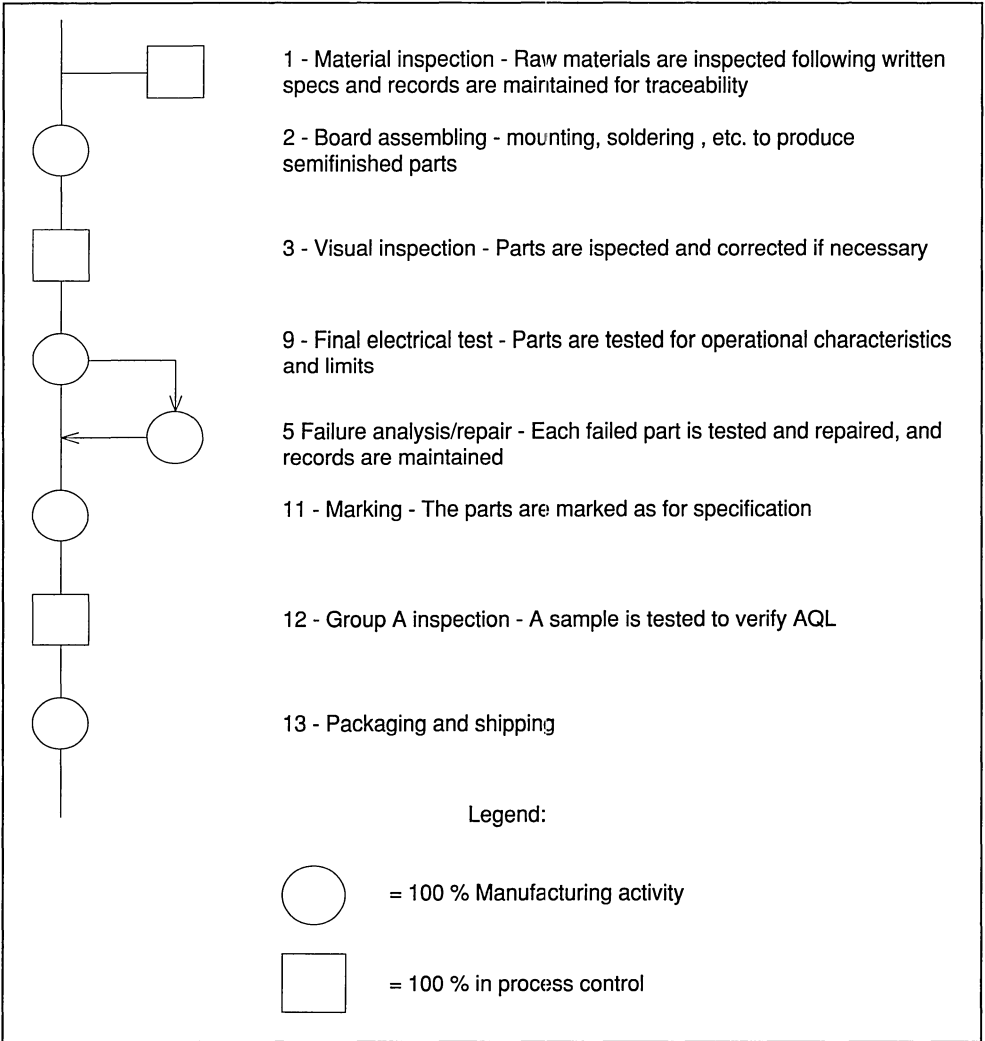 1 - Material inspection - Raw materials are inspected following written
specs and records are maintained for traceability
2 - Board assembling - mounting, soldering , etc. to produce
semifinished parts
3 - Visual inspection - Parts are ispected and corrected if necessary
9 - Final electrical test - Parts are tested for operational characteristics
and limits
5 Failure analysis/repair - Each failed part is tested and repaired, and
records are maintained
11 - Marking - The parts are marked as for specification
12 - Group A inspection - A sample is tested to verify AQL
13 - Packaging and shipping
Legend:
= 100 % Manufacturing activity
= 100 % in process control